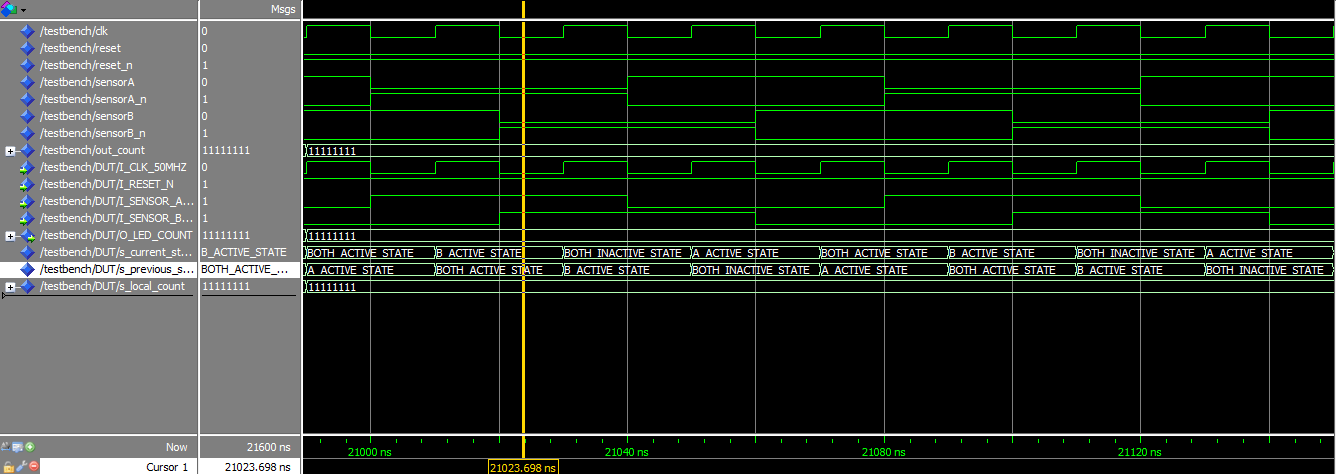 Msgs
/testbench/clk 0
/testbench/reset 0
/testbench/reset_n 1
/testbench/sensorA 0
/testbench/sensorA_n 1
/testbench/sensorB 0
/testbench/sensorB_n 1
/testbench/out_count 11111111 11111111
/testbench/DUT/I_CLK_50MHZ 0
/testbench/DUT/I_RESET_N 1
/testbench/DUT/I_SENSOR_A... 1
/testbench/DUT/I_SENSOR_B... 1
/testbench/DUT/O_LED_COUNT 11111111 11111111
/testbench/DUT/s_current_st... B_ACTIVE_STATE BOTH_ACTIVE_STATE B_ACTIVE_STATE BOTH_INACTIVE_STATE A_ACTIVE_STATE BOTH_ACTIVE_STATE B_ACTIVE_STATE BOTH_INACTIVE_STATE A_ACTIVE_STATE
/testbench/DUT/s_previous_s... BOTH_ACTIVE_... A_ACTIVE_STATE BOTH_ACTIVE_STATE B_ACTIVE_STATE BOTH_INACTIVE_STATE A_ACTIVE_STATE BOTH_ACTIVE_STATE B_ACTIVE_STATE BOTH_INACTIVE_STATE
/testbench/DUT/s_local_count 11111111 11111111
Now 21600 ns 21000 ns 21040 ns 21080 ns 21120 ns
Cursor 1 21023.698 ns 21023.698 ns